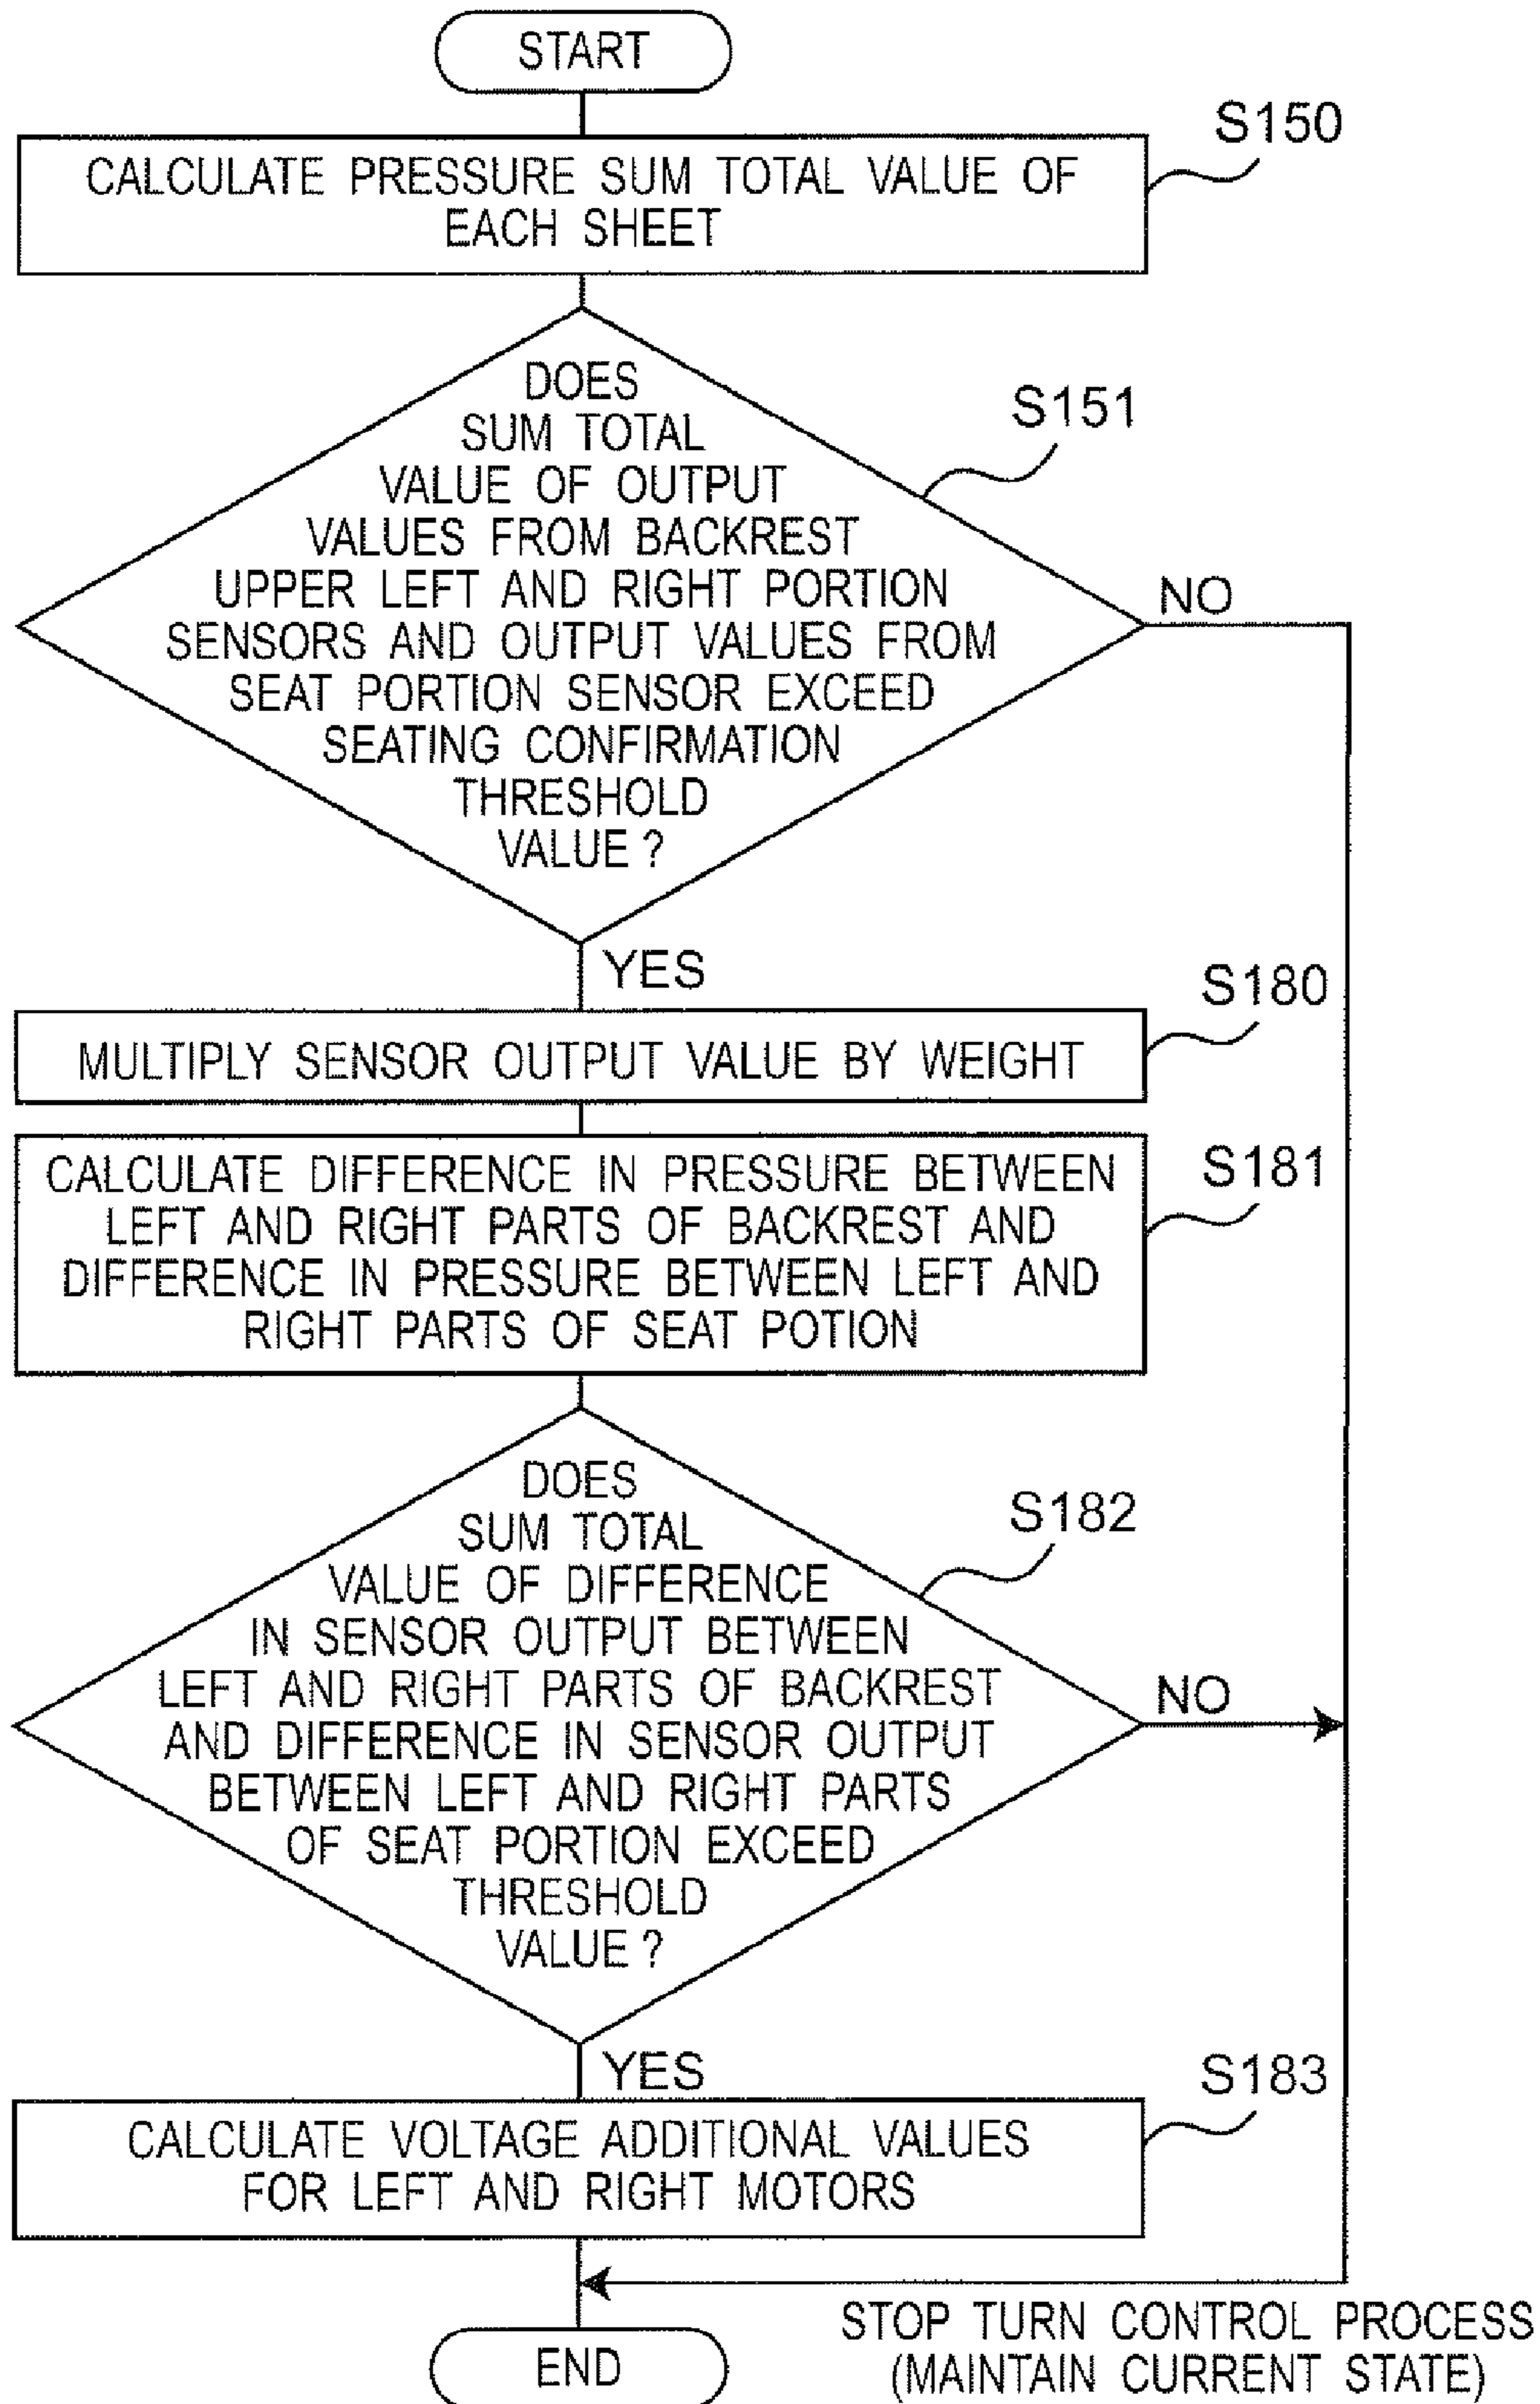 START
S150
CALCULATE PRESSURE SUM TOTAL VALUE OF
EACH SHEET
DOES
SUM TOTAL
VALUE OF OUTPUT
VALUES FROM BACKREST
UPPER LEFT AND RIGHT PORTION
SENSORS AND OUTPUT VALUES FROM
SEAT PORTION SENSOR EXCEED
SEATING CONFIRMATION
THRESHOLD
VALUE ?
S151
NO
YES
S180
MULTIPLY SENSOR OUTPUT VALUE BY WEIGHT
S181
CALCULATE DIFFERENCE IN PRESSURE BETWEEN
LEFT AND RIGHT PARTS OF BACKREST AND
DIFFERENCE IN PRESSURE BETWEEN LEFT AND
RIGHT PARTS OF SEAT POTION
DOES
SUM TOTAL
VALUE OF DIFFERENCE
IN SENSOR OUTPUT BETWEEN
LEFT AND RIGHT PARTS OF BACKREST
AND DIFFERENCE IN SENSOR OUTPUT
BETWEEN LEFT AND RIGHT PARTS
OF SEAT PORTION EXCEED
THRESHOLD
VALUE ?
S182
NO
YES
S183
CALCULATE VOLTAGE ADDITIONAL VALUES
FOR LEFT AND RIGHT MOTORS
STOP TURN CONTROL PROCESS
(MAINTAIN CURRENT STATE)
END